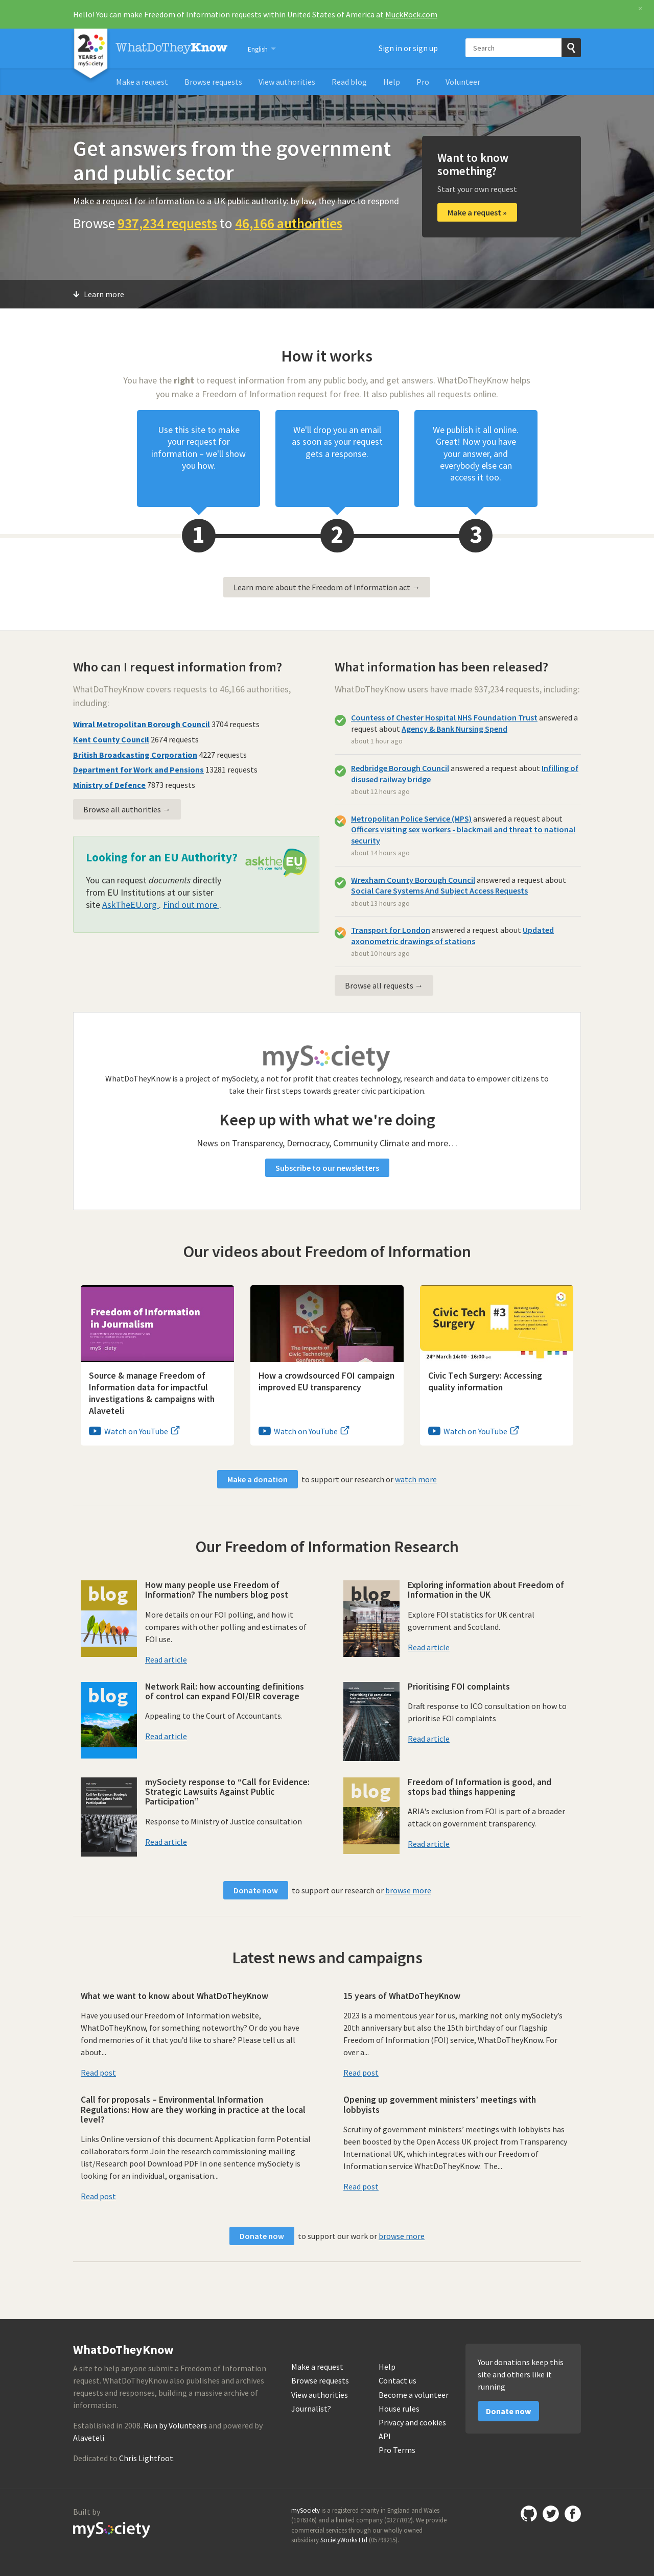 Hello! You can make Freedom of Information requests within United States of America at MuckRock.com
×
20
YEARS of
mySociety
WhatDoTheyKnow
English
Sign in or sign up
Search
Make a request
Browse requests
View authorities
Read blog
Help
Pro
Volunteer
Get answers from the government
and public sector
Make a request for information to a UK public authority: by law, they have to respond
Browse 937,234 requests to 46,166 authorities
Want to know
something?
Start your own request
Make a request »
Learn more
How it works
You have the right to request information from any public body, and get answers. WhatDoTheyKnow helps
you make a Freedom of Information request for free. It also publishes all requests online.
Use this site to make
your request for
information – we'll show
you how.
We'll drop you an email
as soon as your request
gets a response.
We publish it all online.
Great! Now you have
your answer, and
everybody else can
access it too.
1
2
3
Learn more about the Freedom of Information act →
Who can I request information from?
WhatDoTheyKnow covers requests to 46,166 authorities,
including:
Wirral Metropolitan Borough Council 3704 requests
Kent County Council 2674 requests
British Broadcasting Corporation 4227 requests
Department for Work and Pensions 13281 requests
Ministry of Defence 7873 requests
Browse all authorities →
Looking for an EU Authority?
asktheEU
You can request documents directly
from EU Institutions at our sister
site AskTheEU.org . Find out more .
What information has been released?
WhatDoTheyKnow users have made 937,234 requests, including:
Countess of Chester Hospital NHS Foundation Trust answered a
request about Agency & Bank Nursing Spend
about 1 hour ago
Redbridge Borough Council answered a request about Infilling of
disused railway bridge
about 12 hours ago
Metropolitan Police Service (MPS) answered a request about
Officers visiting sex workers - blackmail and threat to national
security
about 14 hours ago
Wrexham County Borough Council answered a request about
Social Care Systems And Subject Access Requests
about 13 hours ago
Transport for London answered a request about Updated
axonometric drawings of stations
about 10 hours ago
Browse all requests →
mySociety
WhatDoTheyKnow is a project of mySociety, a not for profit that creates technology, research and data to empower citizens to
take their first steps towards greater civic participation.
Keep up with what we're doing
News on Transparency, Democracy, Community Climate and more…
Subscribe to our newsletters
Our videos about Freedom of Information
Freedom of Information
in Journalism
mySociety
Source & manage Freedom of
Information data for impactful
investigations & campaigns with
Alaveteli
Watch on YouTube
TICTeC
The Impacts of
Civic Technology
Conference
How a crowdsourced FOI campaign
improved EU transparency
Watch on YouTube
Civic Tech
Surgery
#3
24th March 14:00 - 16:00
Civic Tech Surgery: Accessing
quality information
Watch on YouTube
Make a donation to support our research or watch more
Our Freedom of Information Research
blog
How many people use Freedom of
Information? The numbers blog post
More details on our FOI polling, and how it
compares with other polling and estimates of
FOI use.
Read article
blog
Exploring information about Freedom of
Information in the UK
Explore FOI statistics for UK central
government and Scotland.
Read article
blog
Network Rail: how accounting definitions
of control can expand FOI/EIR coverage
Appealing to the Court of Accountants.
Read article
Prioritising FOI complaints
Prioritising FOI complaints
Draft response to ICO consultation on how to
prioritise FOI complaints
Read article
Call for Evidence: Strategic
Lawsuits Against Public
Participation
mySociety response to “Call for Evidence:
Strategic Lawsuits Against Public
Participation”
Response to Ministry of Justice consultation
Read article
blog
Freedom of Information is good, and
stops bad things happening
ARIA's exclusion from FOI is part of a broader
attack on government transparency.
Read article
Donate now to support our research or browse more
Latest news and campaigns
What we want to know about WhatDoTheyKnow
Have you used our Freedom of Information website,
WhatDoTheyKnow, for something noteworthy? Or do you have
fond memories of it that you'd like to share? Please tell us all
about...
Read post
15 years of WhatDoTheyKnow
2023 is a momentous year for us, marking not only mySociety's
20th anniversary but also the 15th birthday of our flagship
Freedom of Information (FOI) service, WhatDoTheyKnow. For
over a...
Read post
Call for proposals – Environmental Information
Regulations: How are they working in practice at the local
level?
Links Online version of this document Application form Potential
collaborators form Join the research commissioning mailing
list/Research pool Download PDF In one sentence mySociety is
looking for an individual, organisation...
Read post
Opening up government ministers' meetings with
lobbyists
Scrutiny of government ministers' meetings with lobbyists has
been boosted by the Open Access UK project from Transparency
International UK, which integrates with our Freedom of
Information service WhatDoTheyKnow. The...
Read post
Donate now to support our work or browse more
WhatDoTheyKnow
A site to help anyone submit a Freedom of Information
request. WhatDoTheyKnow also publishes and archives
requests and responses, building a massive archive of
information.
Established in 2008. Run by Volunteers and powered by
Alaveteli.
Dedicated to Chris Lightfoot.
Make a request
Browse requests
View authorities
Journalist?
Help
Contact us
Become a volunteer
House rules
Privacy and cookies
API
Pro Terms
Your donations keep this
site and others like it
running
Donate now
Built by
mySociety
mySociety is a registered charity in England and Wales
(1076346) and a limited company (03277032). We provide
commercial services through our wholly owned
subsidiary SocietyWorks Ltd (05798215).